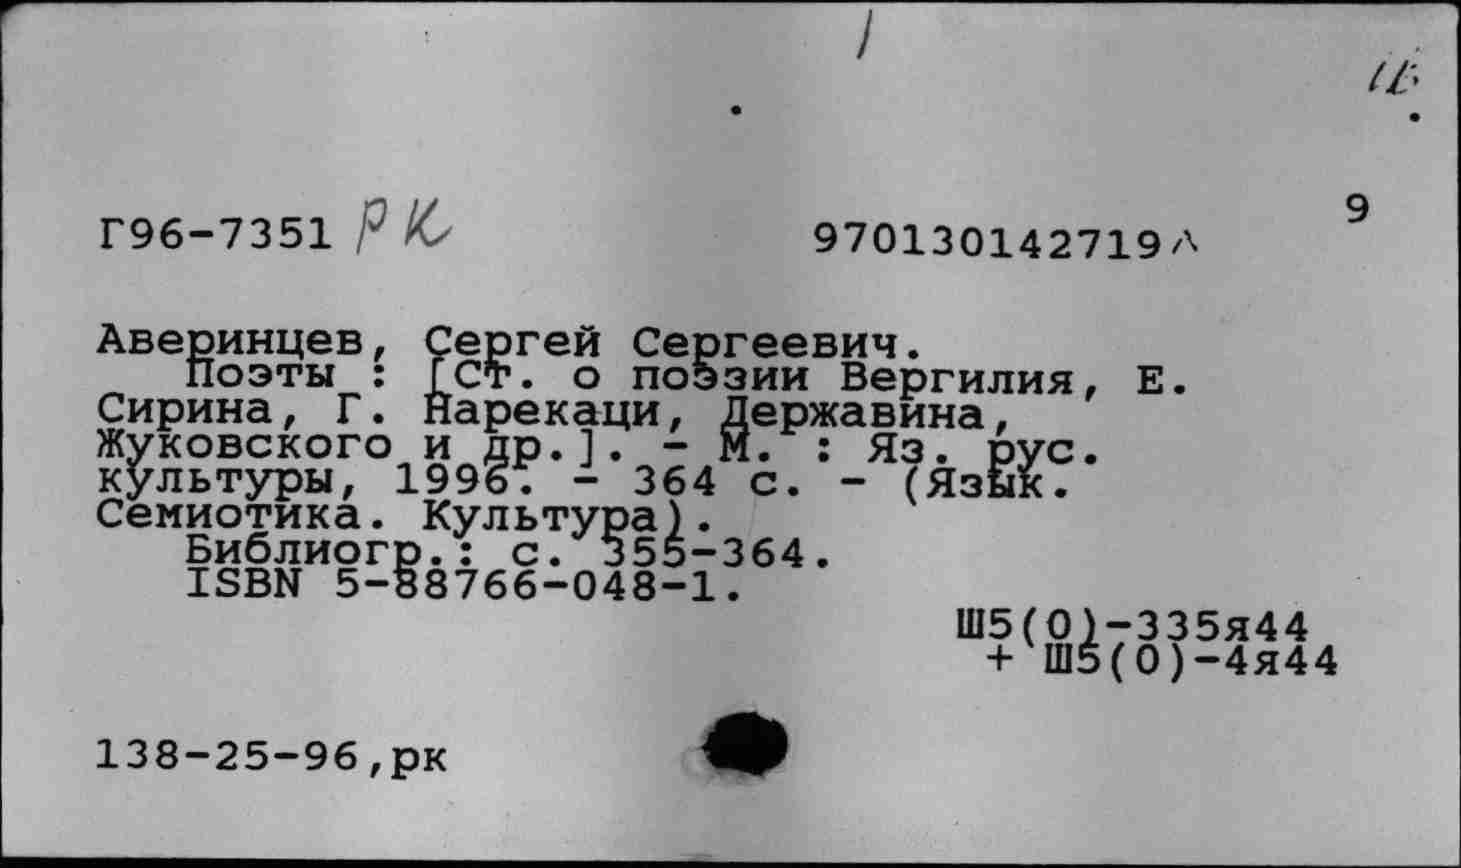 Г96-7351 РК
970130142719Л
9
Аверинцев, Сергей Сергеевич.
Поэты : [Ст. о поэзии Вергилия, Е.
Сирина, Г. Нарекаци, Державина,
Жуковского и др.]. - М. : Яз. рус.
культуры, 1996. - 364 с. - (Язык.
Семиотика. Культура).
Библиогр.: с. 355-364.
ISBN 5-88766-048-1.
Ш5(0)-335я44
+ Ш5(0)-4я44
138-25-96,рк